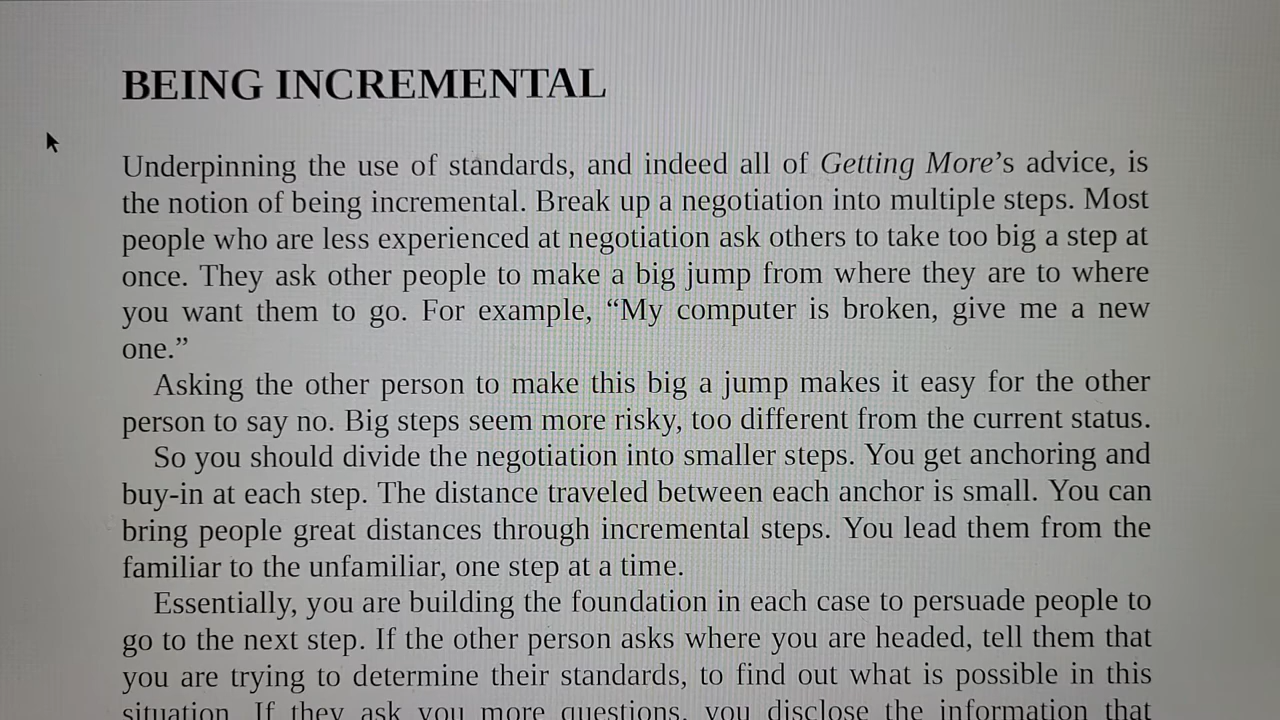 BEING INCREMENTAL
Underpinning the use of standards, and indeed all of Getting More’s advice, is
the notion of being incremental. Break up a negotiation into multiple steps. Most
people who are less experienced at negotiation ask others to take too big a step at
once. They ask other people to make a big jump from where they are to where
you want them to go. For example, “My computer is broken, give me a new
one.”
Asking the other person to make this big a jump makes it easy for the other
person to say no. Big steps seem more risky, too different from the current status.
So you should divide the negotiation into smaller steps. You get anchoring and
buy-in at each step. The distance traveled between each anchor is small. You can
bring people great distances through incremental steps. You lead them from the
familiar to the unfamiliar, one step at a time.
Essentially, you are building the foundation in each case to persuade people to
go to the next step. If the other person asks where you are headed, tell them that
you are trying to determine their standards, to find out what is possible in this
situation. If they ask you more questions, you disclose the information that